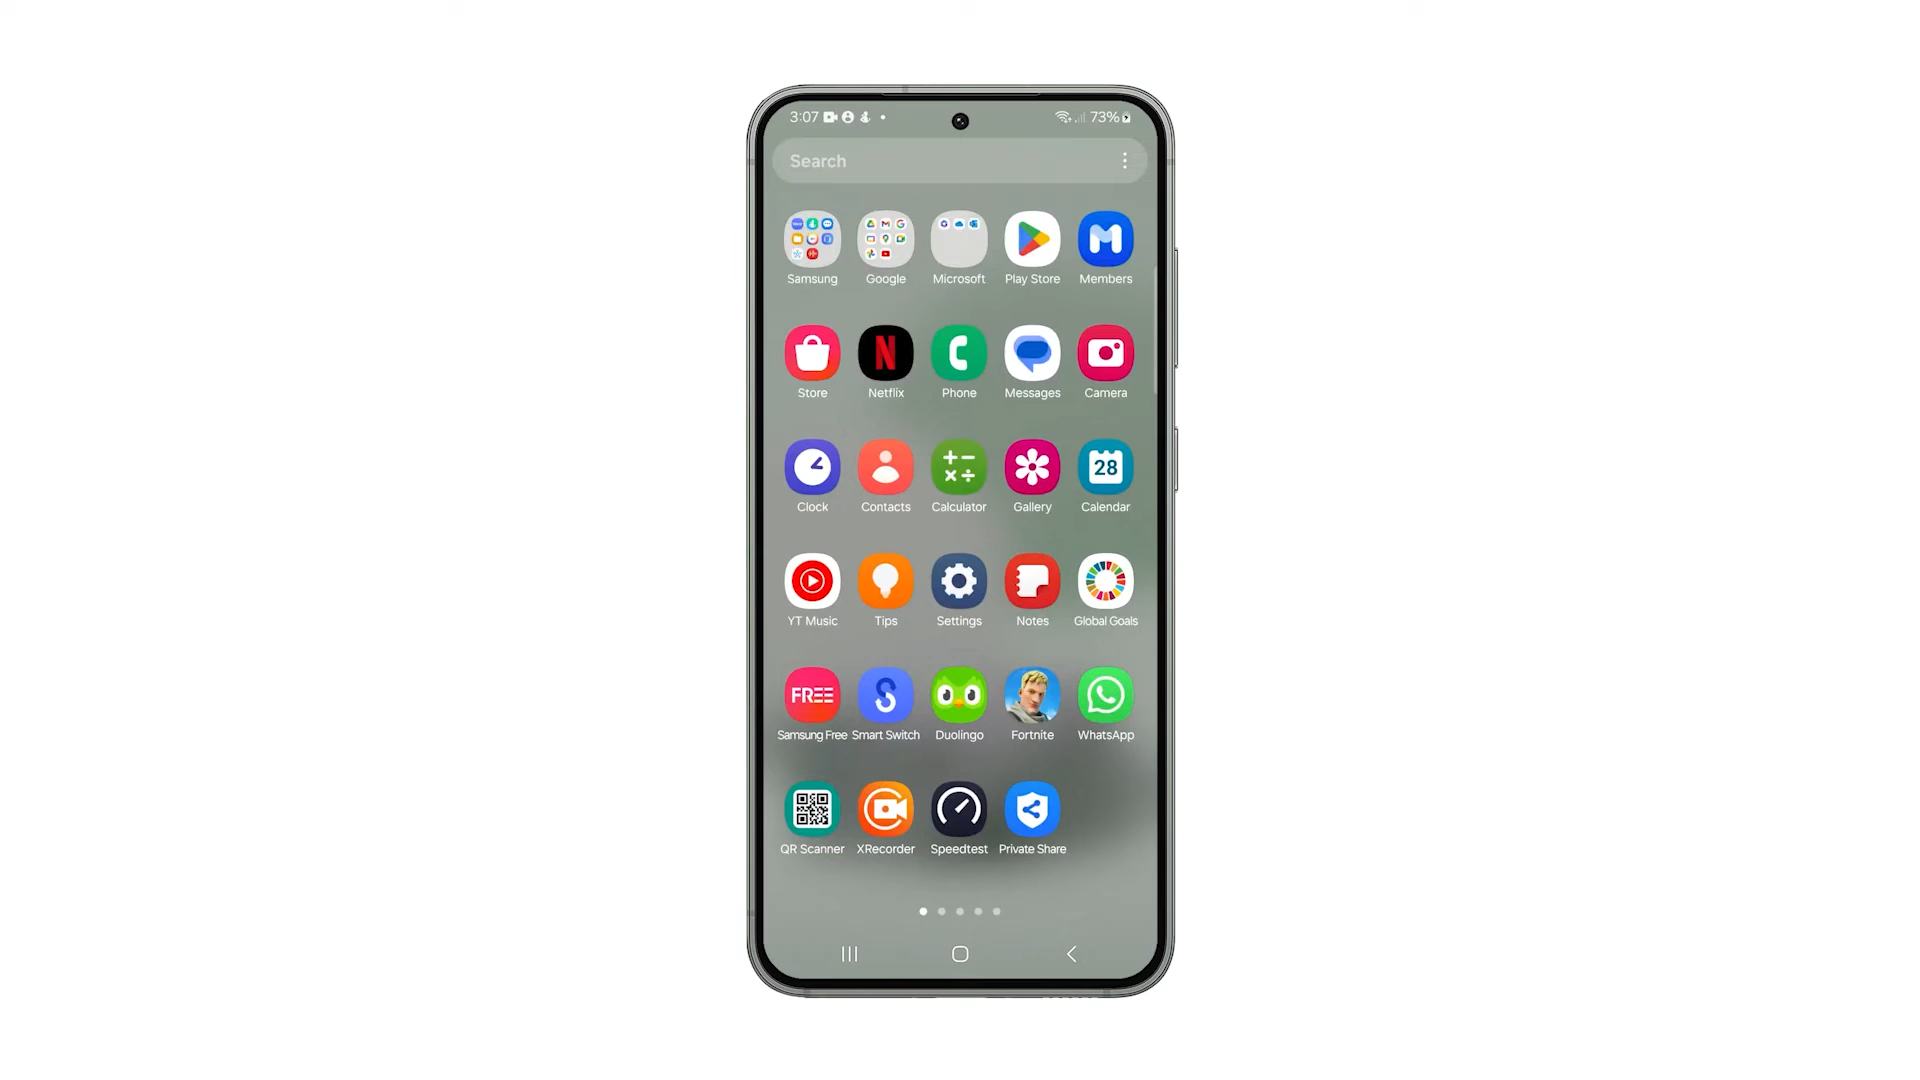 3:07 73%
Search
Samsung Google Microsoft Play Store Members
Store Netflix Phone Messages Camera
28
Clock Contacts Calculator Gallery Calendar
YT Music Tips Settings Notes Global Goals
FREE
Samsung Free Smart Switch Duolingo Fortnite WhatsApp
QR Scanner XRecorder Speedtest Private Share